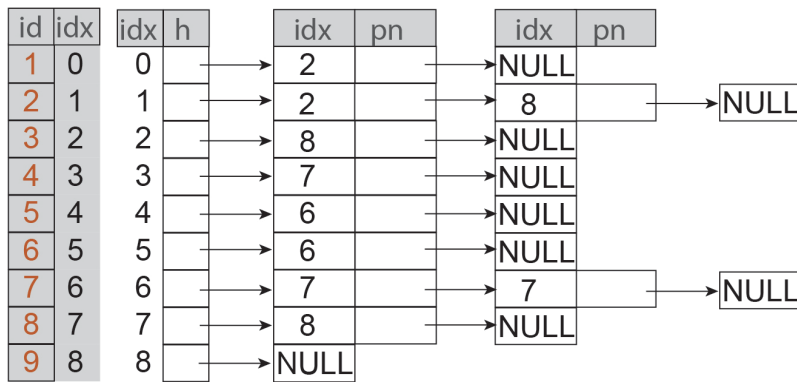 id idx idx h idx pn idx pn
1 0 0 2 NULL
2 1 1 2 8 NULL
3 2 2 8 NULL
4 3 3 7 NULL
5 4 4 6 NULL
6 5 5 6 NULL
7 6 6 7 7 NULL
8 7 7 8 NULL
9 8 8 NULL